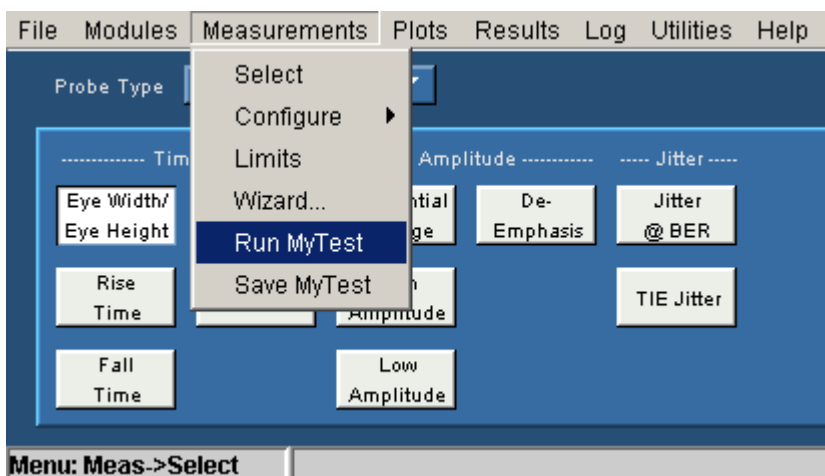 File Modules Measurements Plots Results Log Utilities Help
Probe Type
Select
Configure
Limits
Wizard...
Run MyTest
Save MyTest
Amplitude
Jitter
Eye Width/
Eye Height
De-
Emphasis
Jitter
@ BER
Rise
Time
Amplitude
TIE Jitter
Fall
Time
Low
Amplitude
Menu: Meas->Select